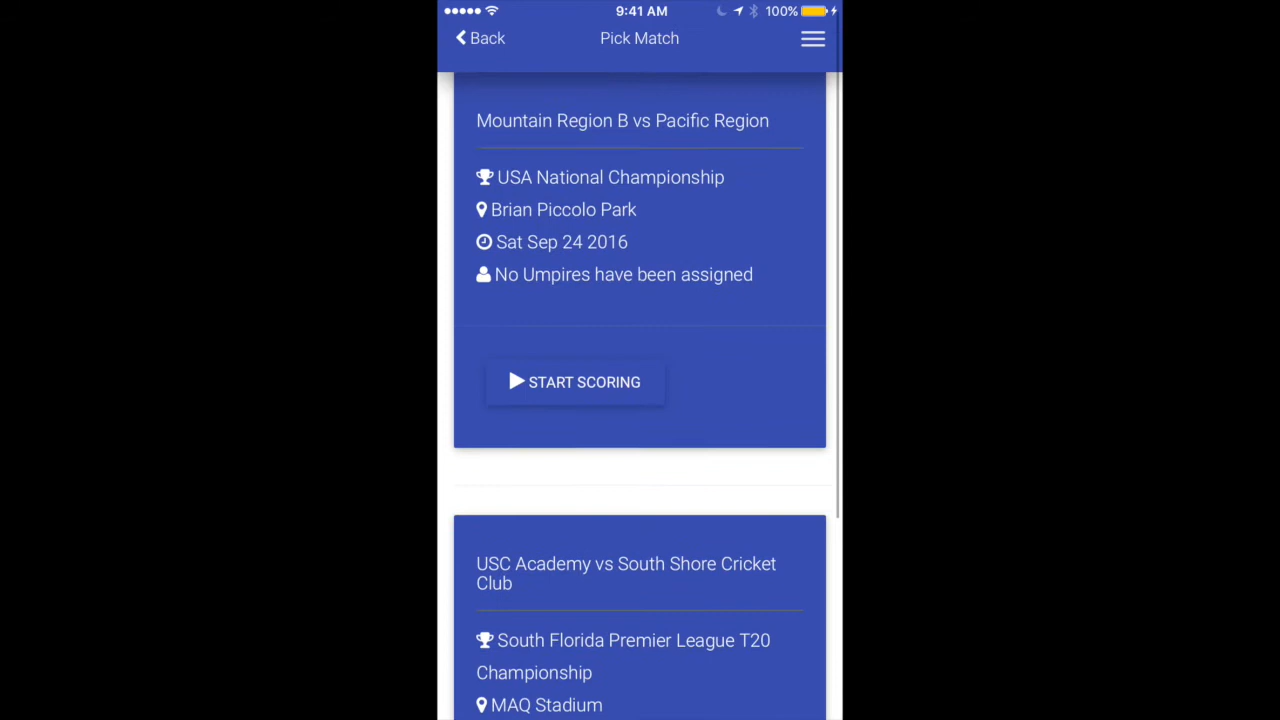 9:41 AM
100%
Back
Pick Match
Mountain Region B vs Pacific Region
USA National Championship
Brian Piccolo Park
Sat Sep 24 2016
No Umpires have been assigned
START SCORING
USC Academy vs South Shore Cricket
Club
South Florida Premier League T20
Championship
MAQ Stadium